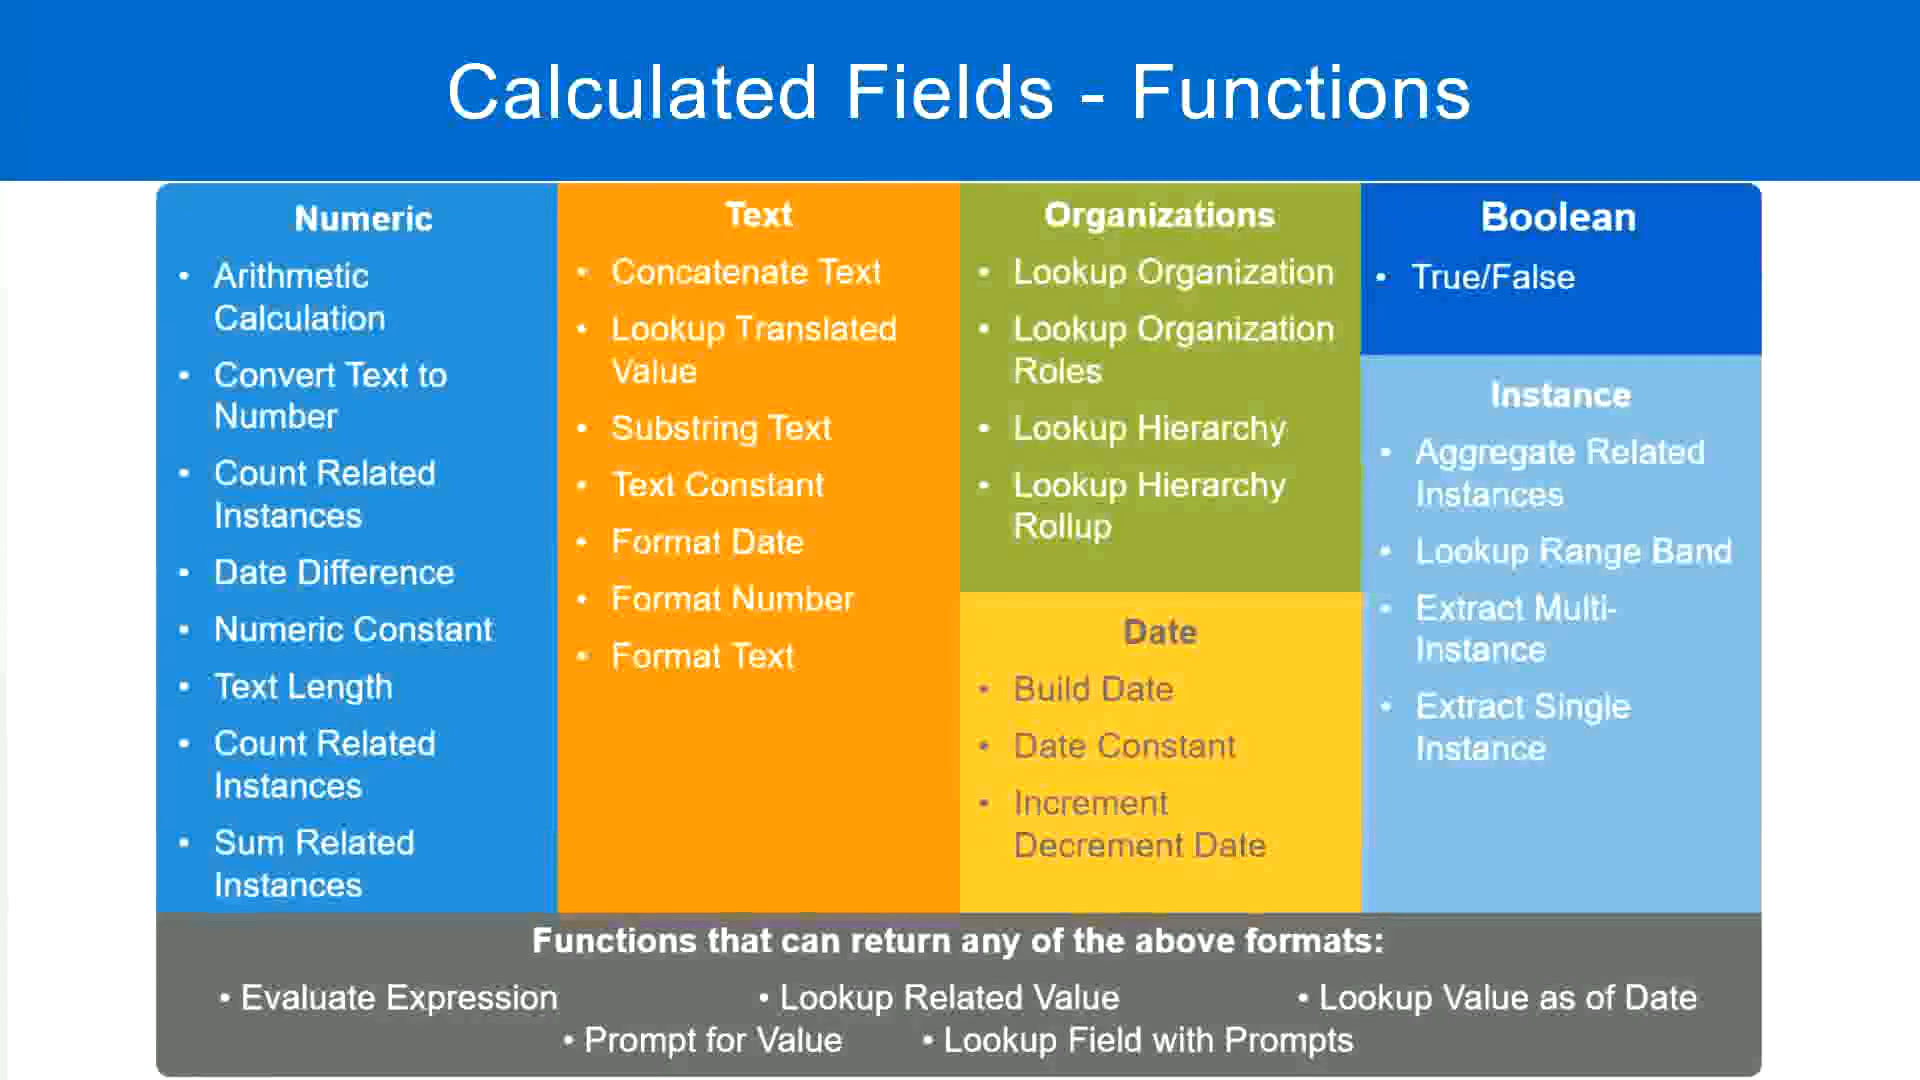 Calculated Fields - Functions
Numeric
• Arithmetic
Calculation
• Convert Text to
Number
• Count Related
Instances
• Date Difference
• Numeric Constant
• Text Length
• Count Related
Instances
• Sum Related
Instances
Text
• Concatenate Text
• Lookup Translated
Value
• Substring Text
• Text Constant
• Format Date
• Format Number
• Format Text
Organizations
• Lookup Organization
• Lookup Organization
Roles
• Lookup Hierarchy
• Lookup Hierarchy
Rollup
Date
• Build Date
• Date Constant
• Increment
Decrement Date
Boolean
• True/False
Instance
• Aggregate Related
Instances
• Lookup Range Band
• Extract Multi-
Instance
• Extract Single
Instance
Functions that can return any of the above formats:
• Evaluate Expression • Lookup Related Value • Lookup Value as of Date
• Prompt for Value • Lookup Field with Prompts